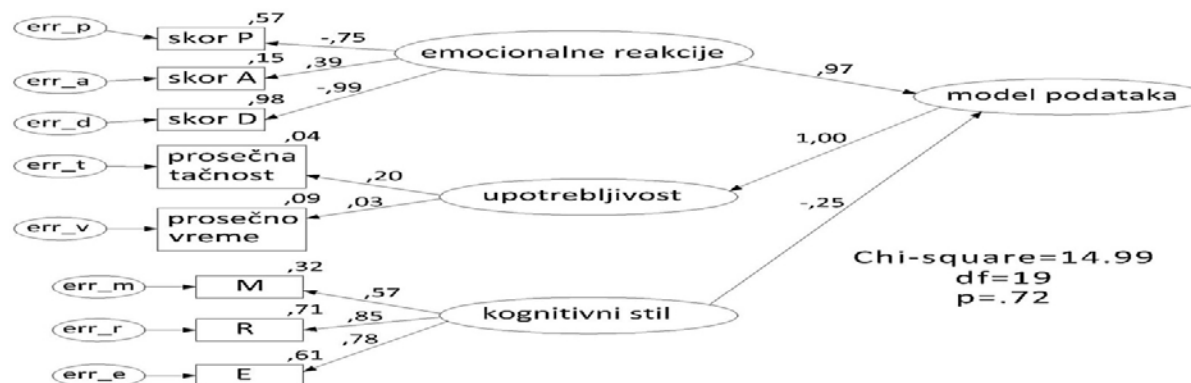 ,57
err_p
skor P
-,75
emocionalne reakcije
,15
,39
,97
err_a
skor A
-,99
model podataka
,98
err_d
skor D
,04
1,00
err_t
prosečna
tačnost
,20
upotrebljivost
,09
,03
-,25
err_v
prosečno
vreme
Chi-square=14.99
df=19
p=.72
,32
err_m
M
,57
,71
,85
kognitivni stil
err_r
R
,78
,61
err_e
E